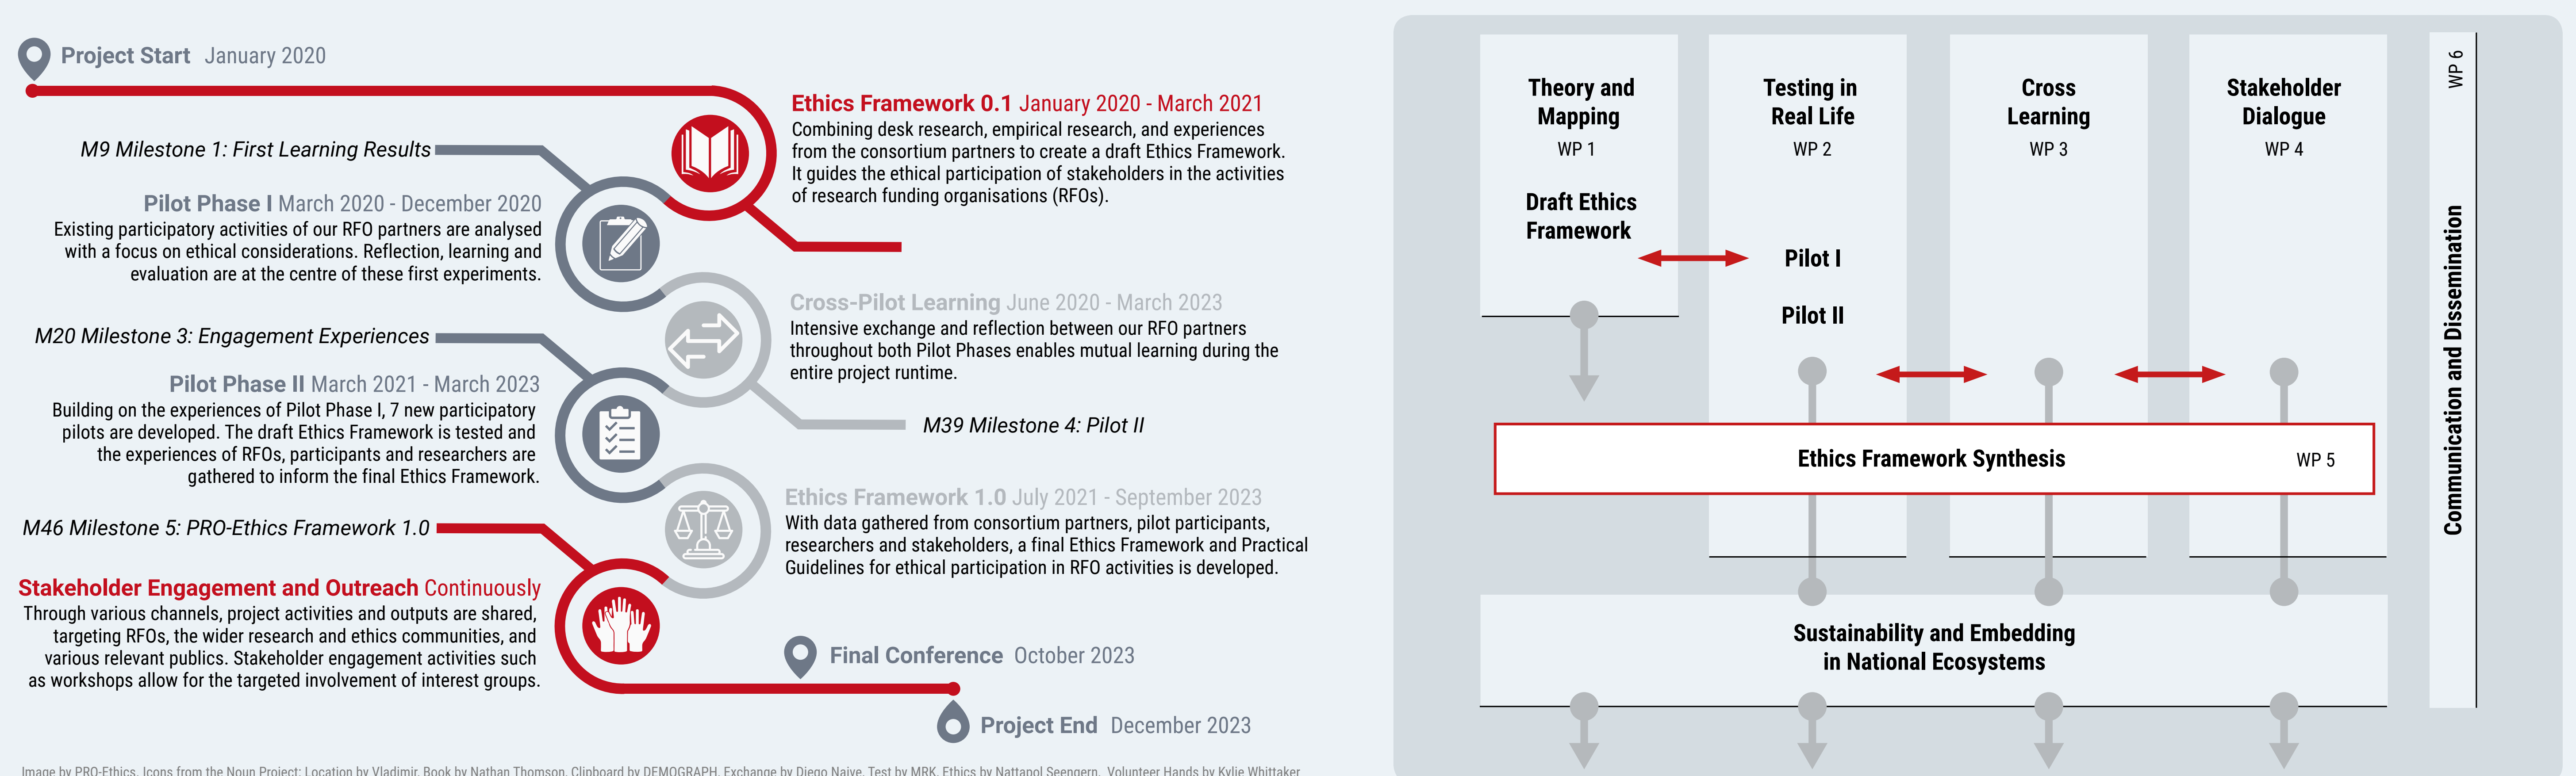 Project Start January 2020
Ethics Framework 0.1 January 2020 - March 2021
Combining desk research, empirical research, and experiences
from the consortium partners to create a draft Ethics Framework.
It guides the ethical participation of stakeholders in the activities
of research funding organisations (RFOs).
M9 Milestone 1: First Learning Results
Pilot Phase I March 2020 - December 2020
Existing participatory activities of our RFO partners are analysed
with a focus on ethical considerations. Reflection, learning and
evaluation are at the centre of these first experiments.
Cross-Pilot Learning June 2020 - March 2023
Intensive exchange and reflection between our RFO partners
throughout both Pilot Phases enables mutual learning during the
entire project runtime.
M20 Milestone 3: Engagement Experiences
Pilot Phase II March 2021 - March 2023
Building on the experiences of Pilot Phase I, 7 new participatory
pilots are developed. The draft Ethics Framework is tested and
the experiences of RFOs, participants and researchers are
gathered to inform the final Ethics Framework.
M39 Milestone 4: Pilot II
Ethics Framework 1.0 July 2021 - September 2023
With data gathered from consortium partners, pilot participants,
researchers and stakeholders, a final Ethics Framework and Practical
Guidelines for ethical participation in RFO activities is developed.
M46 Milestone 5: PRO-Ethics Framework 1.0
Stakeholder Engagement and Outreach Continuously
Through various channels, project activities and outputs are shared,
targeting RFOs, the wider research and ethics communities, and
various relevant publics. Stakeholder engagement activities such
as workshops allow for the targeted involvement of interest groups.
Final Conference October 2023
Project End December 2023
Image by PRO-Ethics. Icons from the Noun Project: Location by Vladimir, Book by Nathan Thomson, Clipboard by DEMOGRAPH, Exchange by Diego Naive, Test by MRK, Ethics by Nattapol Seengern, Volunteer Hands by Kylie Whittaker
Theory and
Mapping
WP 1
Draft Ethics
Framework
Testing in
Real Life
WP 2
Pilot I
Pilot II
Cross
Learning
WP 3
Stakeholder
Dialogue
WP 4
Ethics Framework Synthesis WP 5
Sustainability and Embedding
in National Ecosystems
Communication and Dissemination WP 6